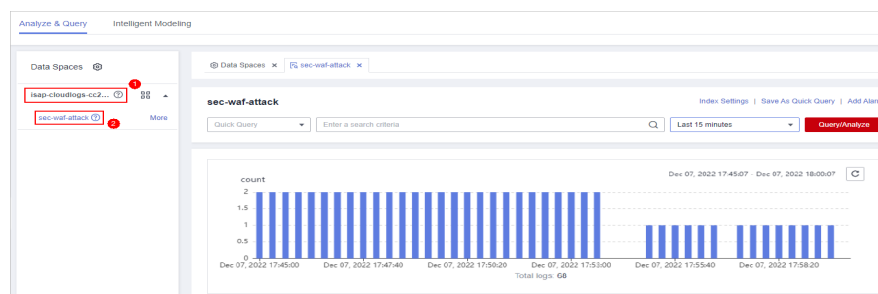 Analyze & Query Intelligent Modeling
Data Spaces
Data Spaces × sec-waf-attack ×
1
isap-cloudlogs-cc2... ?
sec-waf-attack ? 2 More
sec-waf-attack Index Settings | Save As Quick Query | Add Alarm
Quick Query Enter a search criteria Last 15 minutes Query/Analyze
Dec 07, 2022 17:45:07 - Dec 07, 2022 18:00:07 C
count
2
1.5
1
0.5
0
Dec 07, 2022 17:45:00 Dec 07, 2022 17:47:40 Dec 07, 2022 17:50:20 Dec 07, 2022 17:53:00 Dec 07, 2022 17:55:40 Dec 07, 2022 17:58:20
Total logs: 68